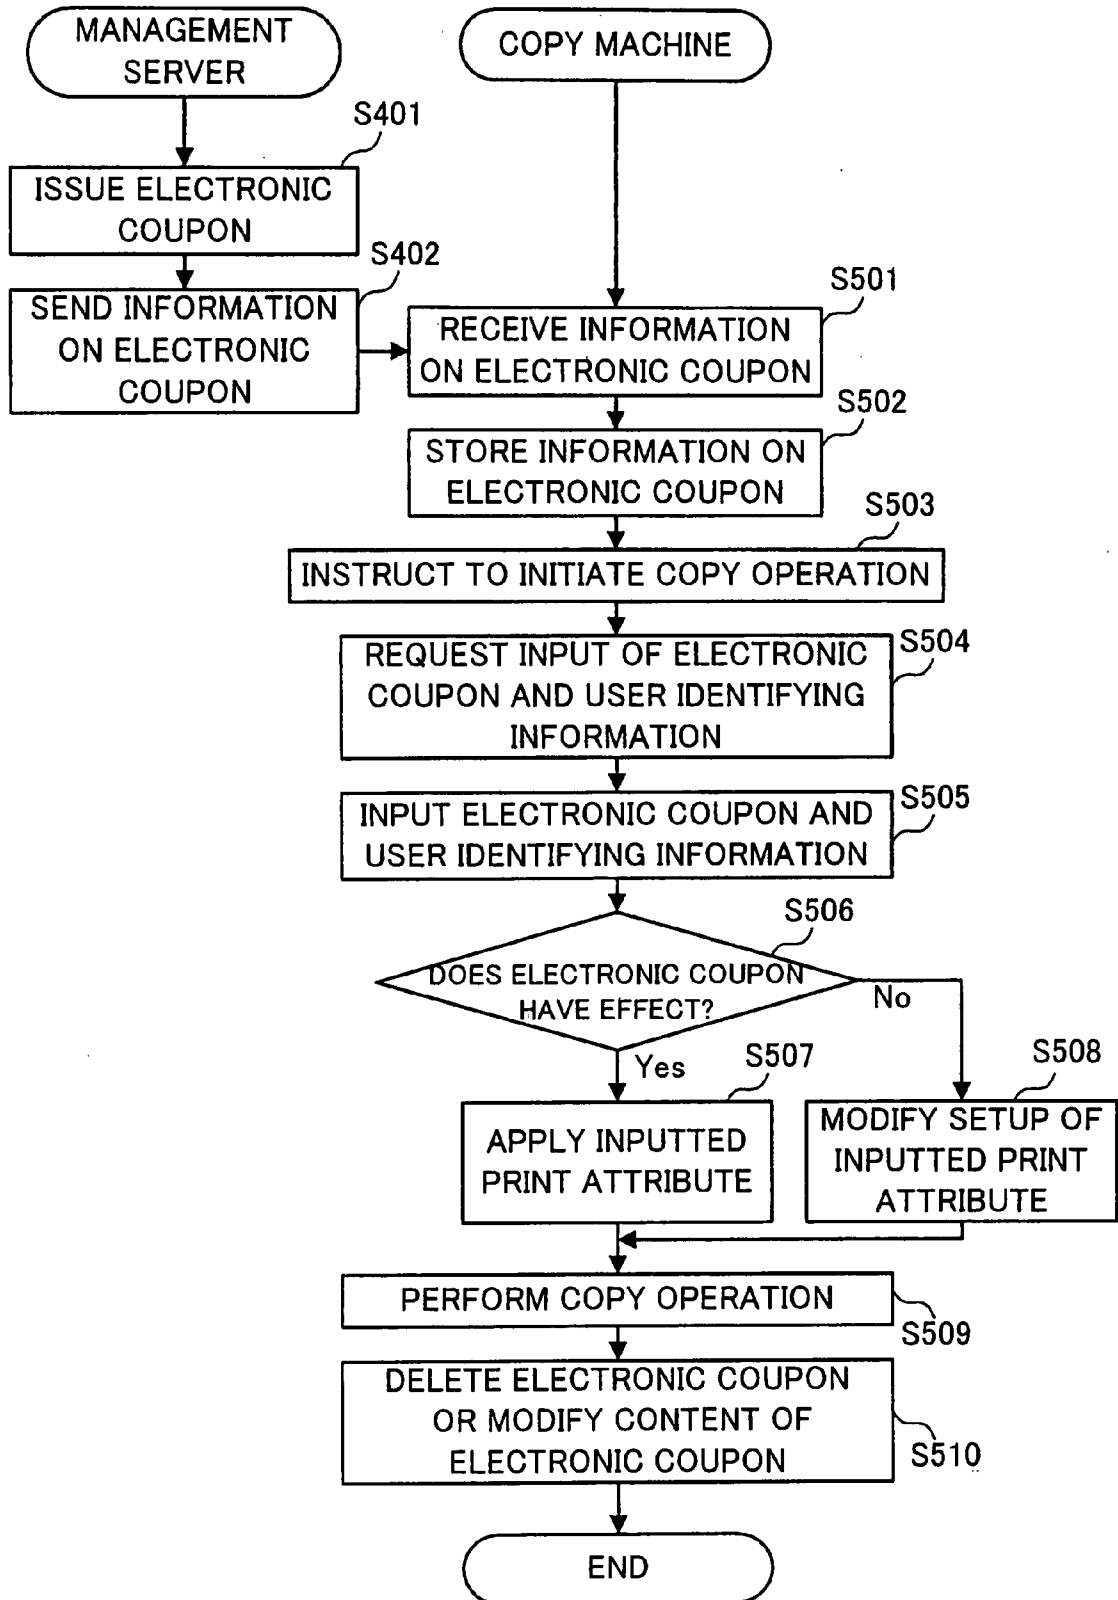 MANAGEMENT
SERVER
COPY MACHINE
S401
ISSUE ELECTRONIC
COUPON
S402
SEND INFORMATION
ON ELECTRONIC
COUPON
S501
RECEIVE INFORMATION
ON ELECTRONIC COUPON
S502
STORE INFORMATION ON
ELECTRONIC COUPON
S503
INSTRUCT TO INITIATE COPY OPERATION
S504
REQUEST INPUT OF ELECTRONIC
COUPON AND USER IDENTIFYING
INFORMATION
S505
INPUT ELECTRONIC COUPON AND
USER IDENTIFYING INFORMATION
S506
DOES ELECTRONIC COUPON
HAVE EFFECT?
No
Yes
S507
APPLY INPUTTED
PRINT ATTRIBUTE
S508
MODIFY SETUP OF
INPUTTED PRINT
ATTRIBUTE
PERFORM COPY OPERATION
S509
DELETE ELECTRONIC COUPON
OR MODIFY CONTENT OF
ELECTRONIC COUPON
S510
END